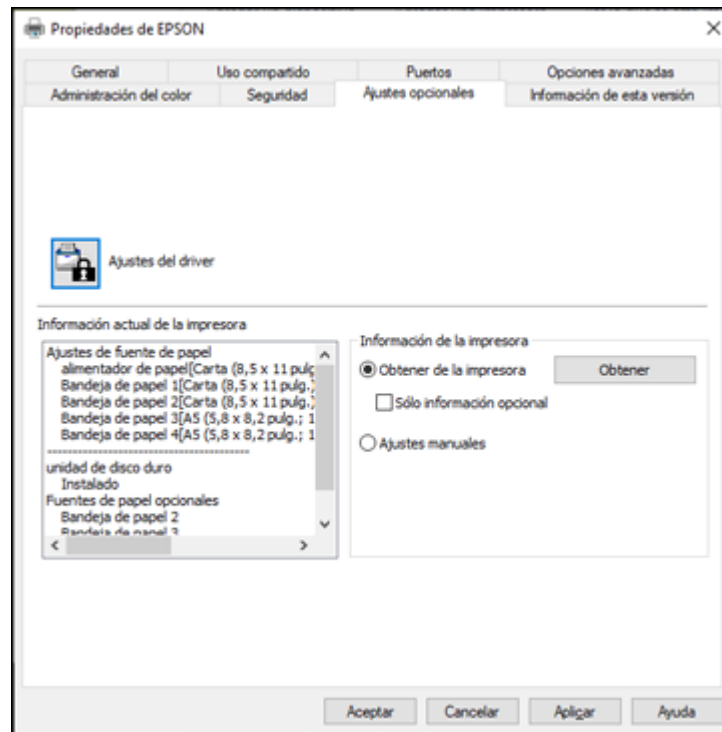 Propiedades de EPSON
General Uso compartido Puertos Opciones avanzadas
Administración del color Seguridad Ajustes opcionales Información de esta versión
Ajustes del driver
Información actual de la impresora
Ajustes de fuente de papel
alimentador de papel[Carta (8,5 x 11 pulg
Bandeja de papel 1[Carta (8,5 x 11 pulg.)
Bandeja de papel 2[Carta (8,5 x 11 pulg.)
Bandeja de papel 3[A5 (5,8 x 8,2 pulg.; 1
Bandeja de papel 4[A5 (5,8 x 8,2 pulg.; 1
unidad de disco duro
Instalado
Fuentes de papel opcionales
Bandeja de papel 2
Bandeja de papel 3
Información de la impresora
Obtener de la impresora Obtener
Sólo información opcional
Ajustes manuales
Aceptar Cancelar Aplicar Ayuda